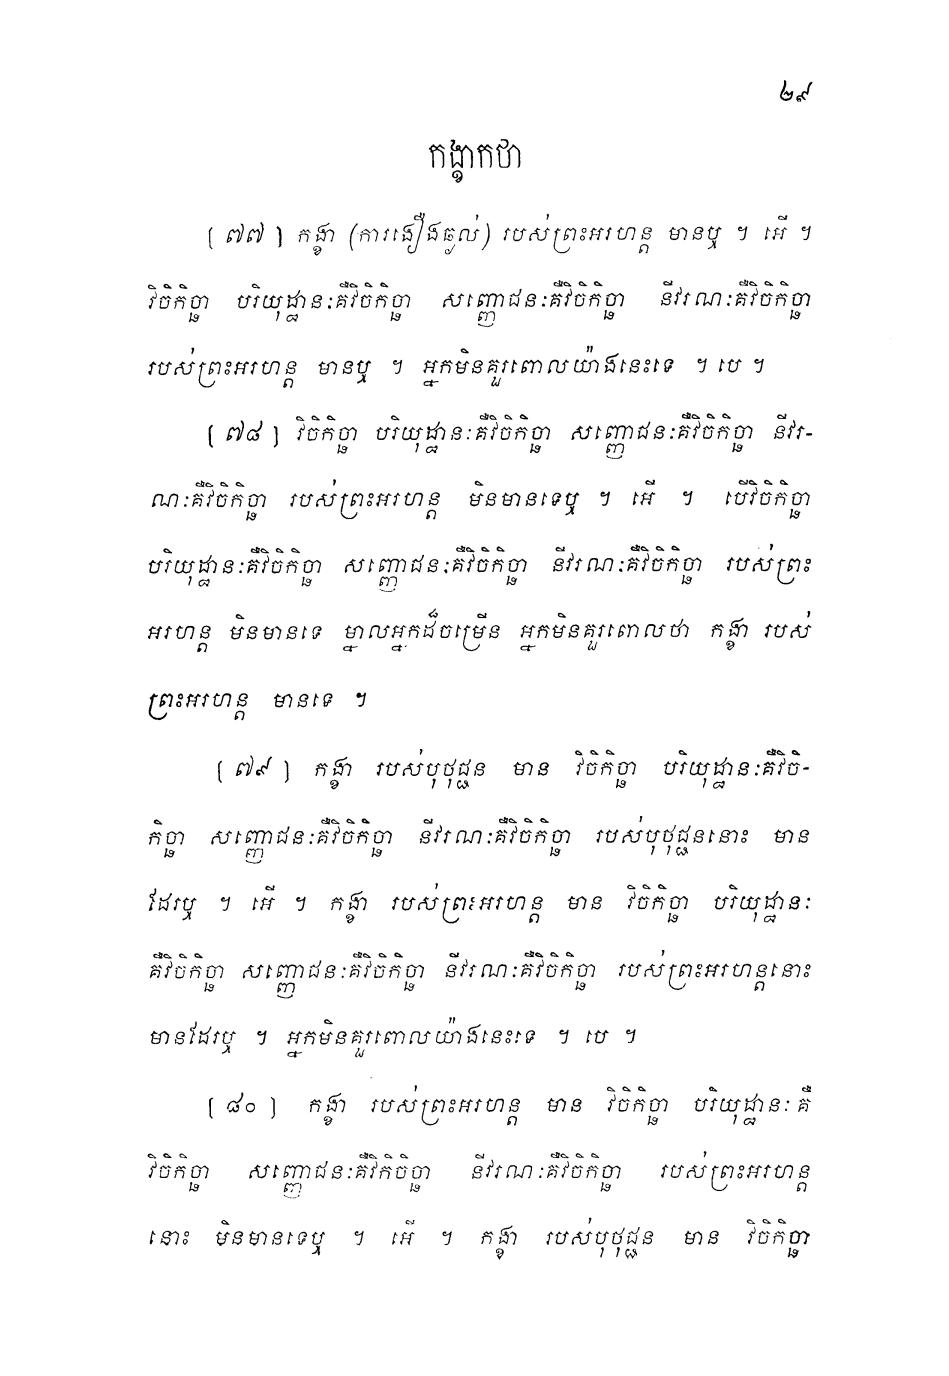 ២៩
កង្ខាកថា
[ ៧៧ ] កង្ខា (ការងឿងឆ្ងល់) របស់ព្រះអរហន្ត មានឬ ។ អើ ។
វិចិកិច្ឆា បរិយុដ្ឋានៈគឺវិចិកិច្ឆា សញ្ញោជនៈគឺវិចិកិច្ឆា នីវរណៈគឺវិចិកិច្ឆា
របស់ព្រះអរហន្ត មានឬ ។ អ្នកមិនគួរពោលយ៉ាងនេះទេ ។ បេ ។
[ ៧៨ ] វិចិកិច្ឆា បរិយុដ្ឋានៈគឺវិចិកិច្ឆា សញ្ញោជនៈគឺវិចិកិច្ឆា នីវរ-
ណៈគឺវិចិកិច្ឆា របស់ព្រះអរហន្ត មិនមានទេឬ ។ អើ ។ បើវិចិកិច្ឆា
បរិយុដ្ឋានៈគឺវិចិកិច្ឆា សញ្ញោជនៈគឺវិចិកិច្ឆា នីវរណៈគឺវិចិកិច្ឆា របស់ព្រះ
អរហន្ត មិនមានទេ ម្នាលអ្នកដ៏ចម្រើន អ្នកមិនគួរពោលថា កង្ខា របស់
ព្រះអរហន្ត មានទេ ។
[ ៧៩ ] កង្ខា របស់បុថុជ្ជន មាន វិចិកិច្ឆា បរិយុដ្ឋានៈគឺវិចិ-
កិច្ឆា សញ្ញោជនៈគឺវិចិកិច្ឆា នីវរណៈគឺវិចិកិច្ឆា របស់បុថុជ្ជននោះ មាន
ដែរឬ ។ អើ ។ កង្ខា របស់ព្រះអរហន្ត មាន វិចិកិច្ឆា បរិយុដ្ឋានៈ
គឺវិចិកិច្ឆា សញ្ញោជនៈគឺវិចិកិច្ឆា នីវរណៈគឺវិចិកិច្ឆា របស់ព្រះអរហន្តនោះ
មានដែរឬ ។ អ្នកមិនគួរពោលយ៉ាងនេះទេ ។ បេ ។
[ ៨០ ] កង្ខា របស់ព្រះអរហន្ត មាន វិចិកិច្ឆា បរិយុដ្ឋានៈ គឺ
វិចិកិច្ឆា សញ្ញោជនៈគឺវិកិចិច្ឆា នីវរណៈគឺវិចិកិច្ឆា របស់ព្រះអរហន្ត
នោះ មិនមានទេឬ ។ អើ ។ កង្ខា របស់បុថុជ្ជន មាន វិចិកិច្ឆា